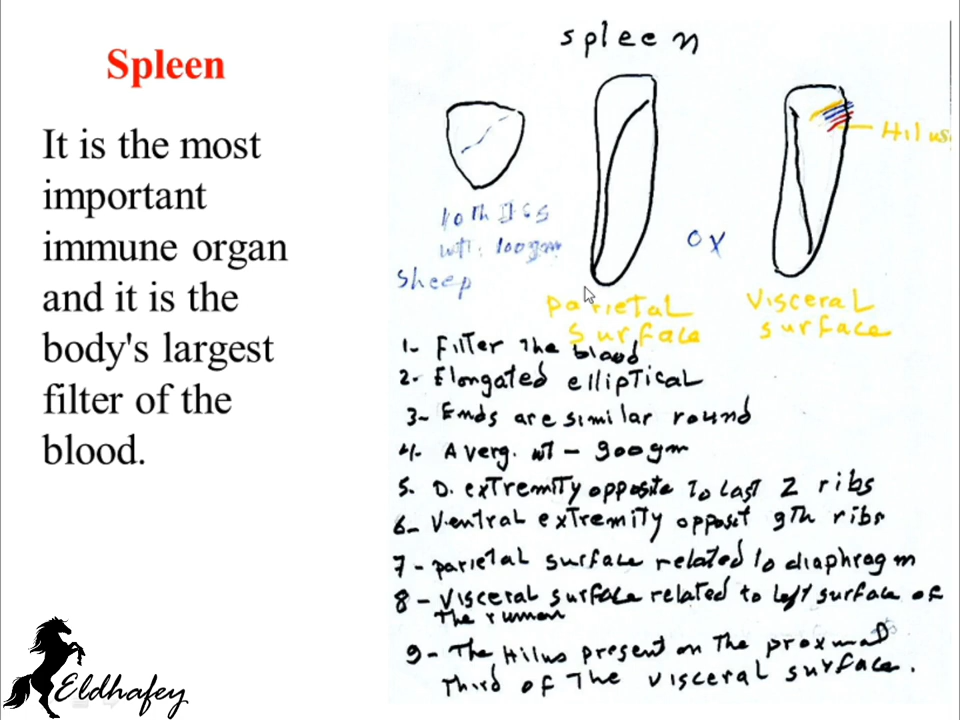 Spleen
It is the most
important
immune organ
and it is the
body's largest
filter of the
blood.
Eldhafey
spleen
Hilus
10th ICS
wt: 100gm
sheep
ox
parietal
surface
visceral
surface
1- Filter The blood
2- Elongated elliptical
3- Ends are similar round
4- Averg. wt - 900gm
5. D. extremity opposite to last 2 ribs
6- Ventral extremity opposit 9th ribs
7- parietal surface related to diaphragm
8- Visceral surface related to left surface of
The rumen
9- The Hilus present on The proximal
Third of The visceral surface.